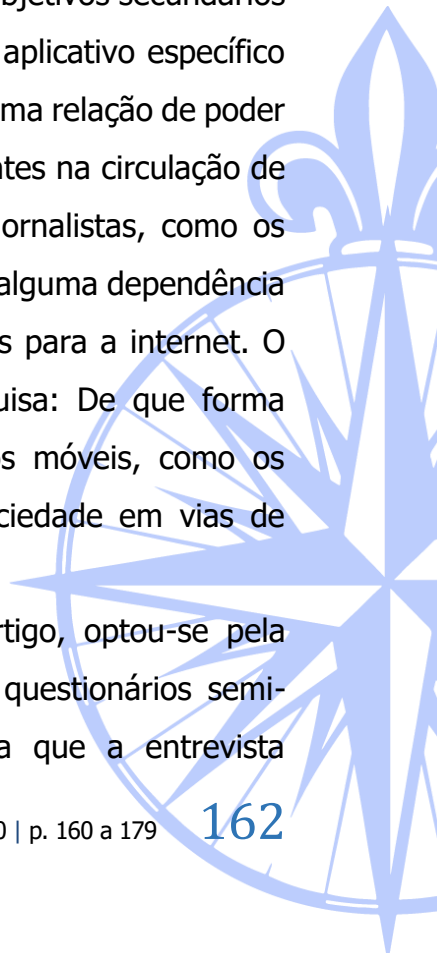 objetivos secundários
aplicativo específico
ma relação de poder
ntes na circulação de
ornalistas, como os
alguma dependência
s para a internet. O
uisa: De que forma
s móveis, como os
ciedade em vias de
rtigo, optou-se pela
questionários semi-
a que a entrevista
0 | p. 160 a 179 162